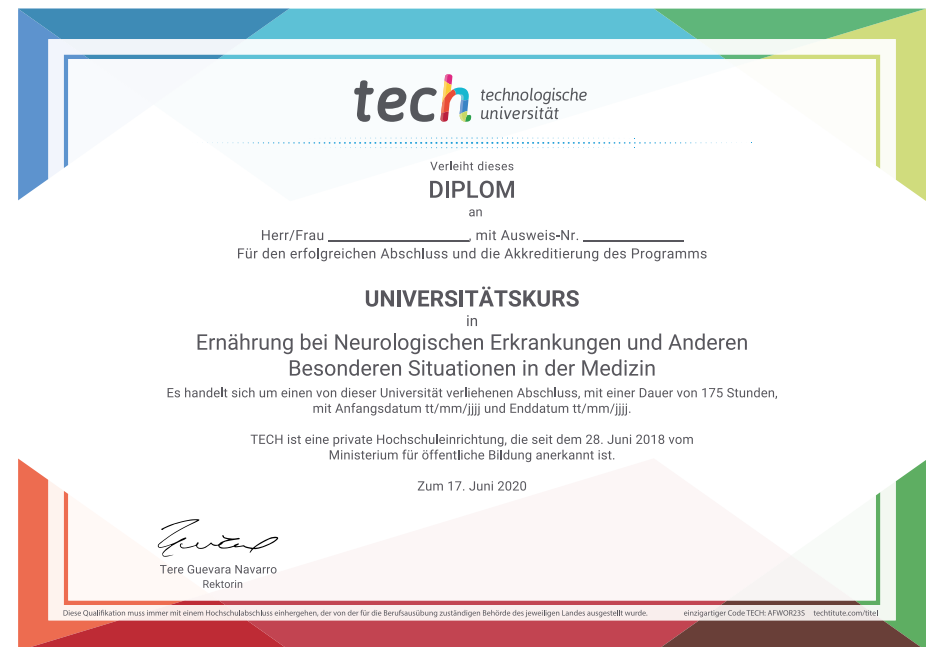 tech technologische
universität
Verleiht dieses
DIPLOM
an
Herr/Frau ____________, mit Ausweis-Nr. ____________
Für den erfolgreichen Abschluss und die Akkreditierung des Programms
UNIVERSITÄTSKURS
in
Ernährung bei Neurologischen Erkrankungen und Anderen
Besonderen Situationen in der Medizin
Es handelt sich um einen von dieser Universität verliehenen Abschluss, mit einer Dauer von 175 Stunden,
mit Anfangsdatum tt/mm/jjjj und Enddatum tt/mm/jjjj.
TECH ist eine private Hochschuleinrichtung, die seit dem 28. Juni 2018 vom
Ministerium für öffentliche Bildung anerkannt ist.
Zum 17. Juni 2020
Tere Guevara Navarro
Rektorin
Diese Qualifikation muss immer mit einem Hochschulabschluss einhergehen, der von der für die Berufsausübung zuständigen Behörde des jeweiligen Landes ausgestellt wurde. einzigartiger Code TECH: AFWOR23S techtitute.com/titel